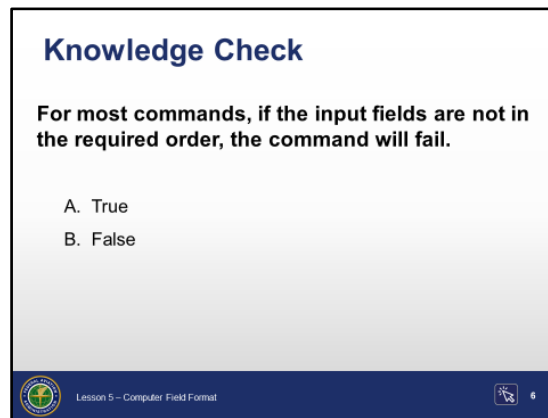 Knowledge Check
For most commands, if the input fields are not in
the required order, the command will fail.
A. True
B. False
Lesson 5 – Computer Field Format
6